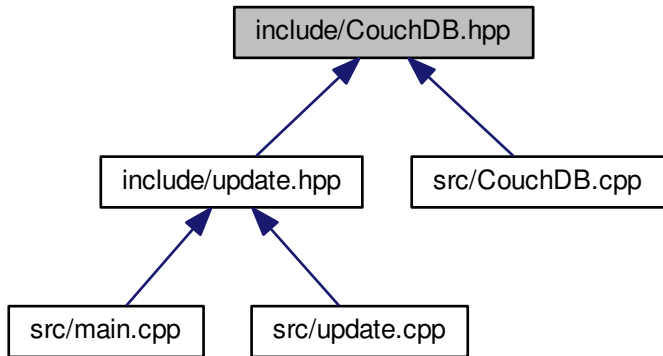 include/CouchDB.hpp
include/update.hpp
src/CouchDB.cpp
src/main.cpp
src/update.cpp